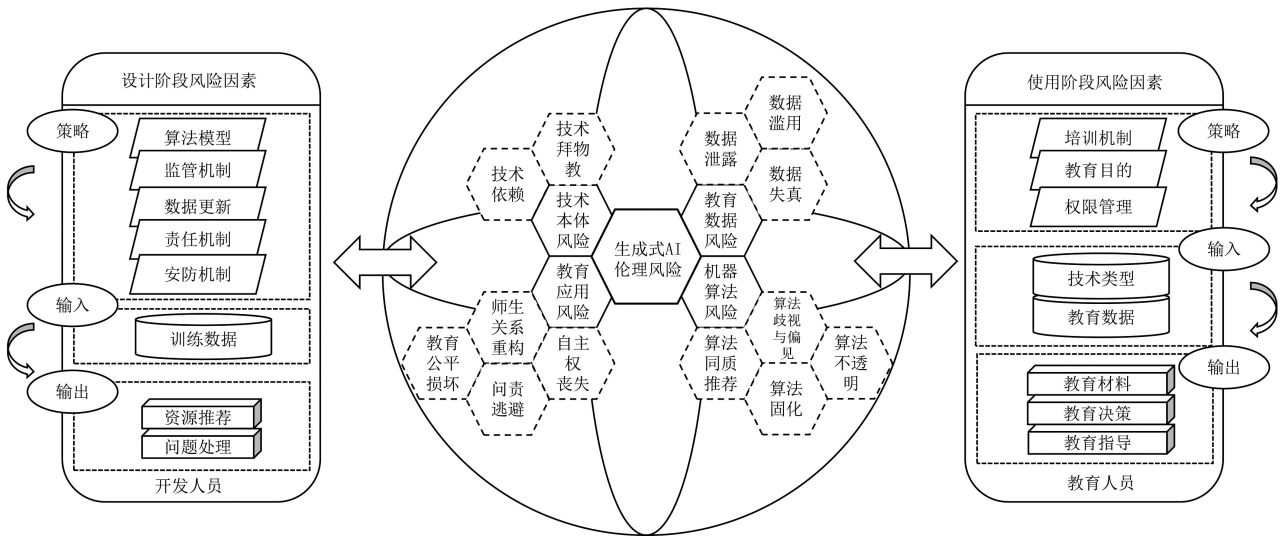 设计阶段风险因素
策略
算法模型
监管机制
数据更新
责任机制
安防机制
输入
训练数据
输出
资源推荐
问题处理
开发人员
技术
拜物
教
技术
依赖
技术
本体
风险
数据
滥用
数据
泄露
数据
失真
教育
数据
风险
生成式AI
伦理风险
教育
应用
风险
机器
算法
风险
师生
关系
重构
教育
公平
损坏
自主
权
丧失
问责
逃避
算法
歧视
与偏
见
算法
同质
推荐
算法
不透
明
算法
固化
使用阶段风险因素
策略
培训机制
教育目的
权限管理
输入
技术类型
教育数据
输出
教育材料
教育决策
教育指导
教育人员